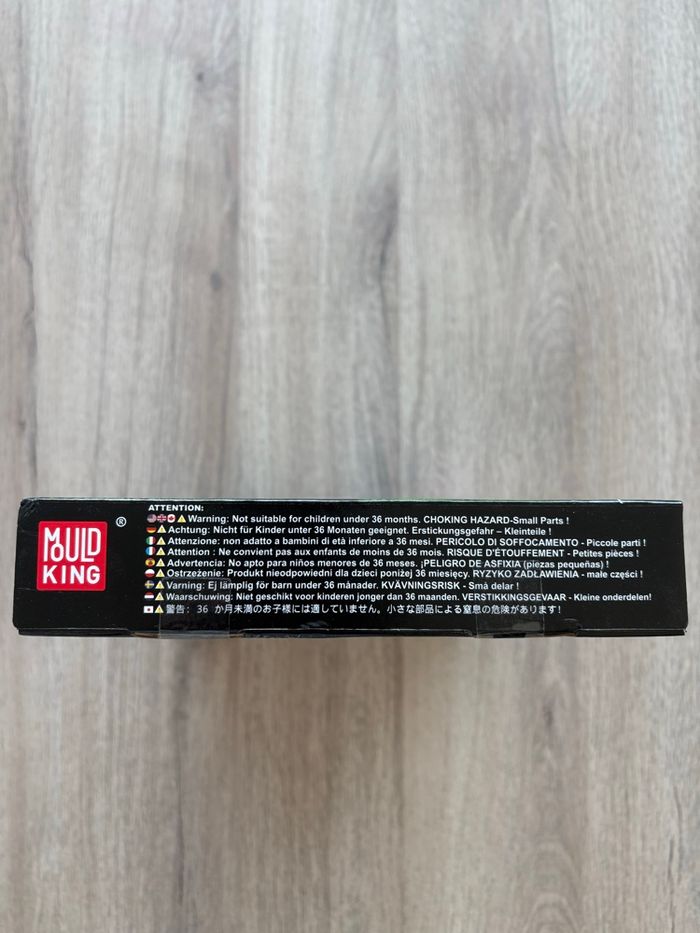 MOULD
KING
®
ATTENTION:
Warning: Not suitable for children under 36 months. CHOKING HAZARD-Small Parts !
Achtung: Nicht für Kinder unter 36 Monaten geeignet. Erstickungsgefahr – Kleinteile !
Attenzione: non adatto a bambini di età inferiore a 36 mesi. PERICOLO DI SOFFOCAMENTO - Piccole parti !
Attention : Ne convient pas aux enfants de moins de 36 mois. RISQUE D'ÉTOUFFEMENT - Petites pièces !
Advertencia: No apto para niños menores de 36 meses. ¡PELIGRO DE ASFIXIA (piezas pequeñas) !
Ostrzeżenie: Produkt nieodpowiedni dla dzieci poniżej 36 miesięcy. RYZYKO ZADŁAWIENIA - małe części !
Varning: Ej lämplig för barn under 36 månader. KVÄVNINGSRISK - Små delar !
Waarschuwing: Niet geschikt voor kinderen jonger dan 36 maanden. VERSTIKKINGSGEVAAR - Kleine onderdelen!
警告: 36 か月未満のお子様には適していません。小さな部品による窒息の危険があります!